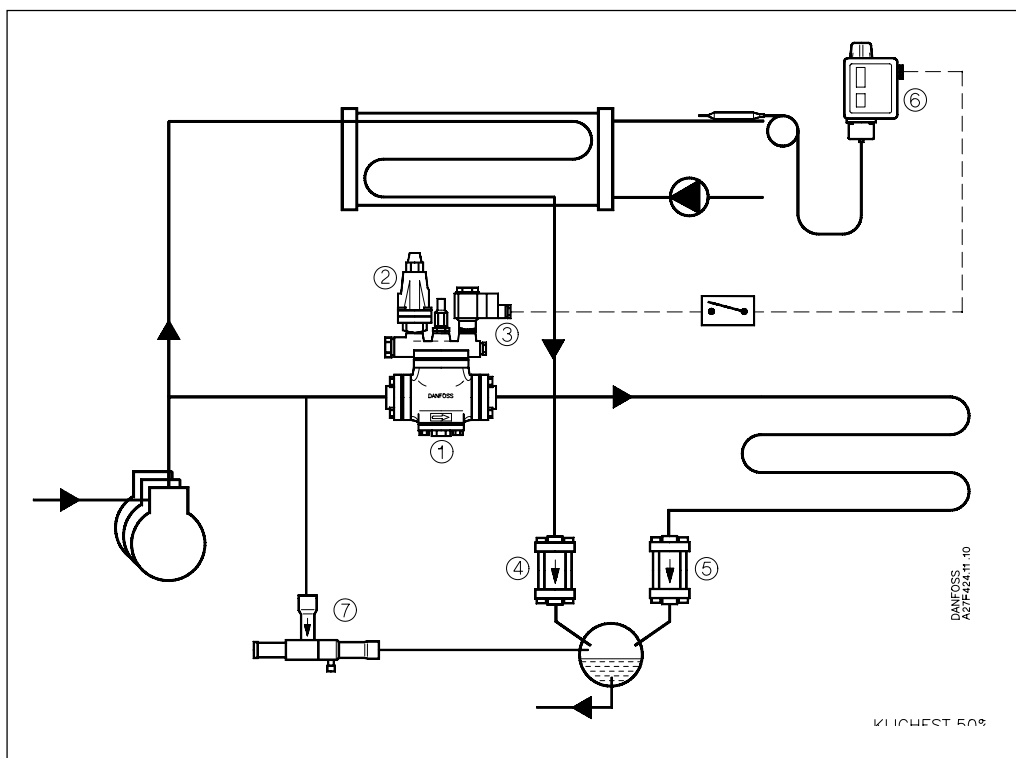 ⑥
②
③
DANFOSS
①
④
⑤
⑦
DANFOSS
A27F424.11.10